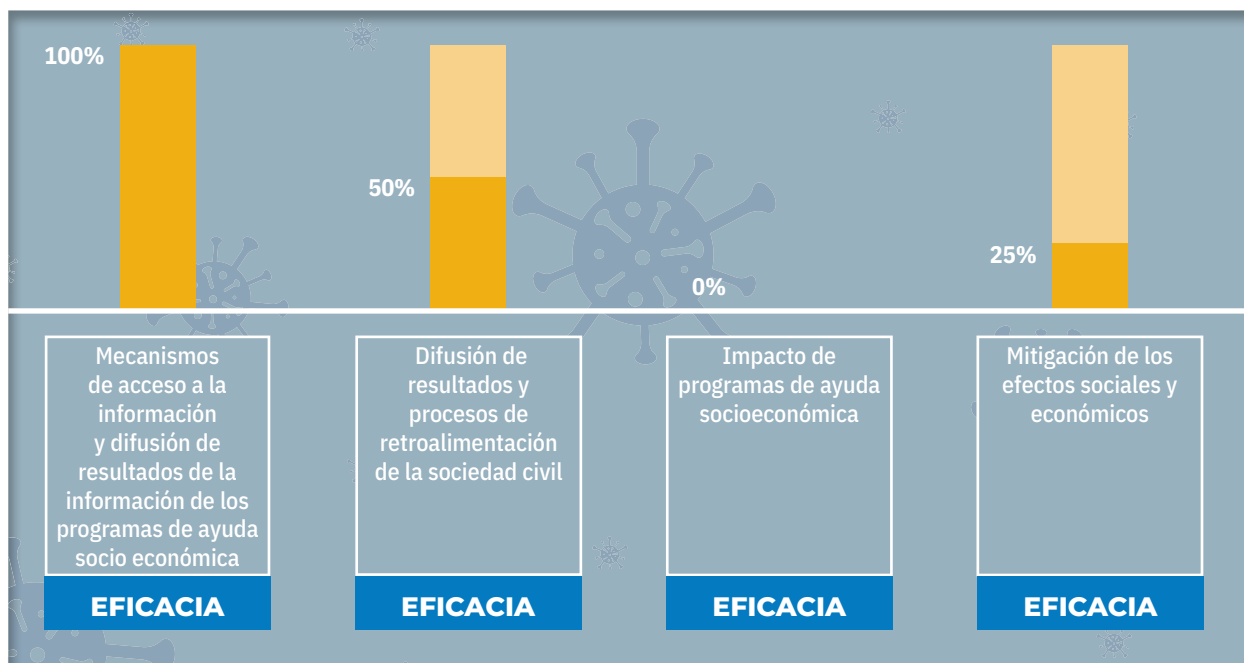 100%
50%
0%
25%
Mecanismos
de acceso a la
información
y difusión de
resultados de la
información de los
programas de ayuda
socio económica
EFICACIA
Difusión de
resultados y
procesos de
retroalimentación
de la sociedad civil
EFICACIA
Impacto de
programas de ayuda
socioeconómica
EFICACIA
Mitigación de los
efectos sociales y
económicos
EFICACIA